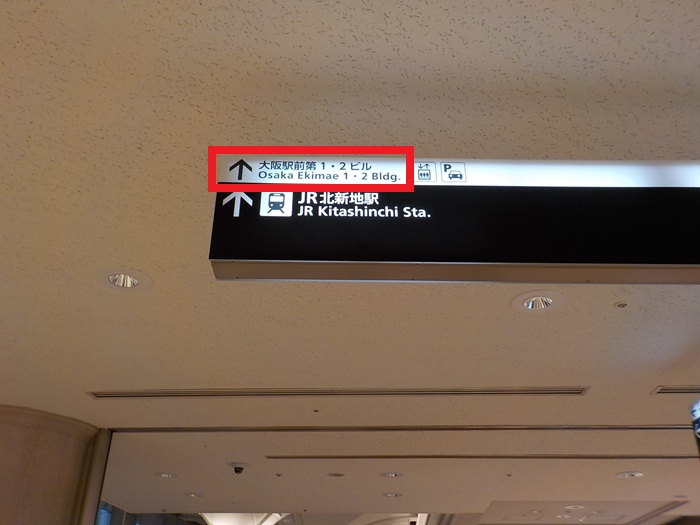 大阪駅前第1・2ビル
Osaka Ekimae 1・2 Bldg.
P
JR北新地駅
JR Kitashinchi Sta.